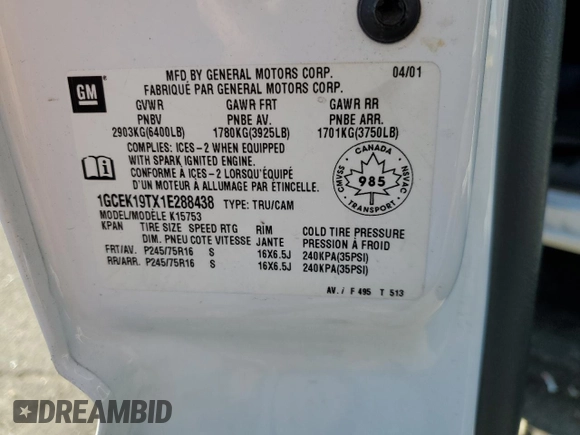 MFD BY GENERAL MOTORS CORP. 04/01
FABRIQUÉ PAR GENERAL MOTORS CORP.
GM
GVWR GAWR FRT GAWR RR
PNBV PNBE AV. PNBE ARR.
2903KG(6400LB) 1780KG(3925LB) 1701KG(3750LB)
COMPLIES: ICES-2 WHEN EQUIPPED
WITH SPARK IGNITED ENGINE.
CONFORME A ICES-2 LORSQU'ÉQUIPÉ
D'UN MOTEUR A ALLUMAGE PAR ÉTINCELLE.
CANADA
CMVSS 985 NSVAC
TRANSPORT
1GCEK19TX1E288438 TYPE: TRU/CAM
MODEL/MODÈLE K15753
KPAN TIRE SIZE SPEED RTG RIM COLD TIRE PRESSURE
DIM. PNEU COTE VITESSE JANTE PRESSION À FROID
FRT/AV. P245/75R16 S 16X6.5J 240KPA(35PSI)
RR/ARR. P245/75R16 S 16X6.5J 240KPA(35PSI)
AV. / F 495 T 513
DREAMBID